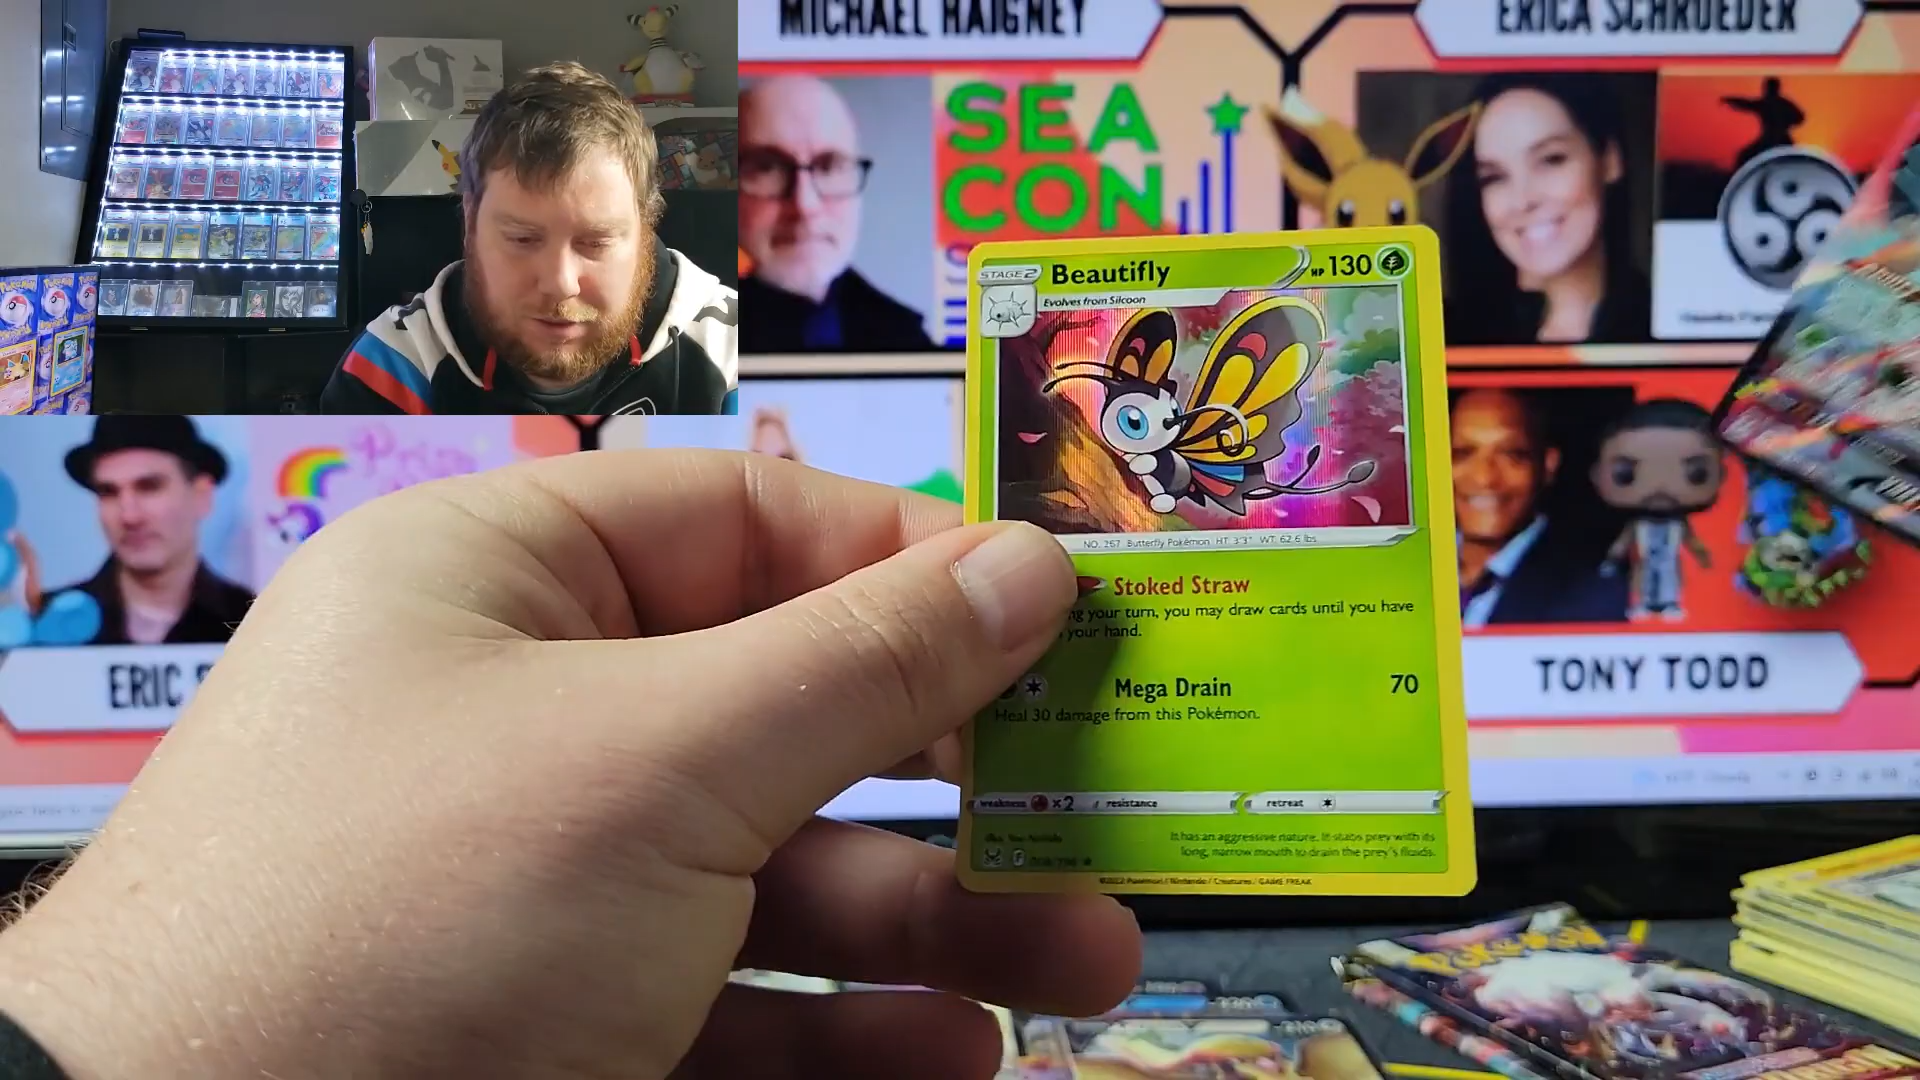 MICHAEL HAIGNEY
ERICA SCHROEDER
SEA
CON
STAGE2
Beautifly
HP 130
Evolves from Silcoon
NO. 267 Butterfly Pokémon HT: 3'3" WT: 62.6 lbs
Stoked Straw
your turn, you may draw cards until you have
your hand.
Mega Drain 70
Heal 30 damage from this Pokémon.
weakness ×2 resistance
retreat
It has an aggressive nature. It stabs prey with its
long, narrow mouth to drain the prey's fluids.
©2022 Pokémon / Nintendo / Creatures / GAME FREAK
ERIC
TONY TODD